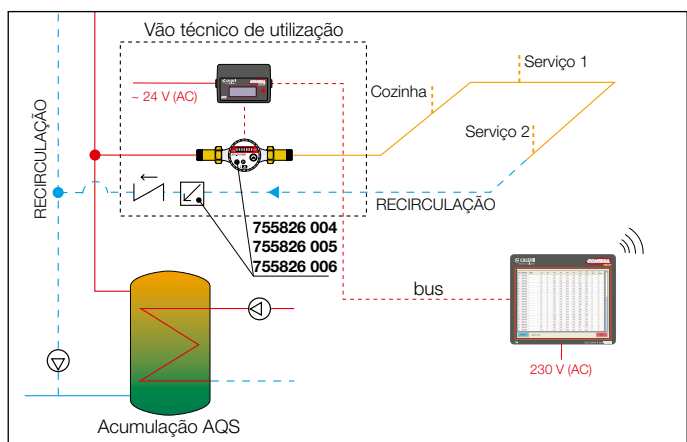 Vão técnico de utilização
~ 24 V (AC)
Cozinha
Serviço 1
Serviço 2
RECIRCULAÇÃO
RECIRCULAÇÃO
755826 004
755826 005
755826 006
CALEFFI
bus
230 V (AC)
Acumulação AQS